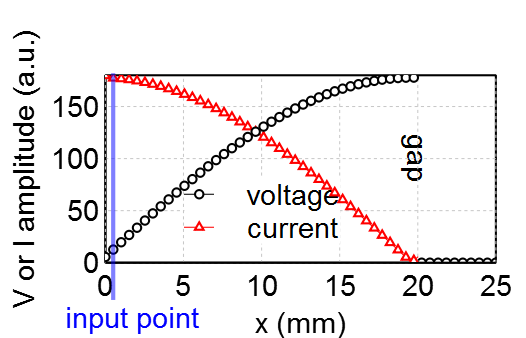 V or I amplitude (a.u.)
150
100
50
0
gap
voltage
current
0 5 10 15 20 25
input point
x (mm)